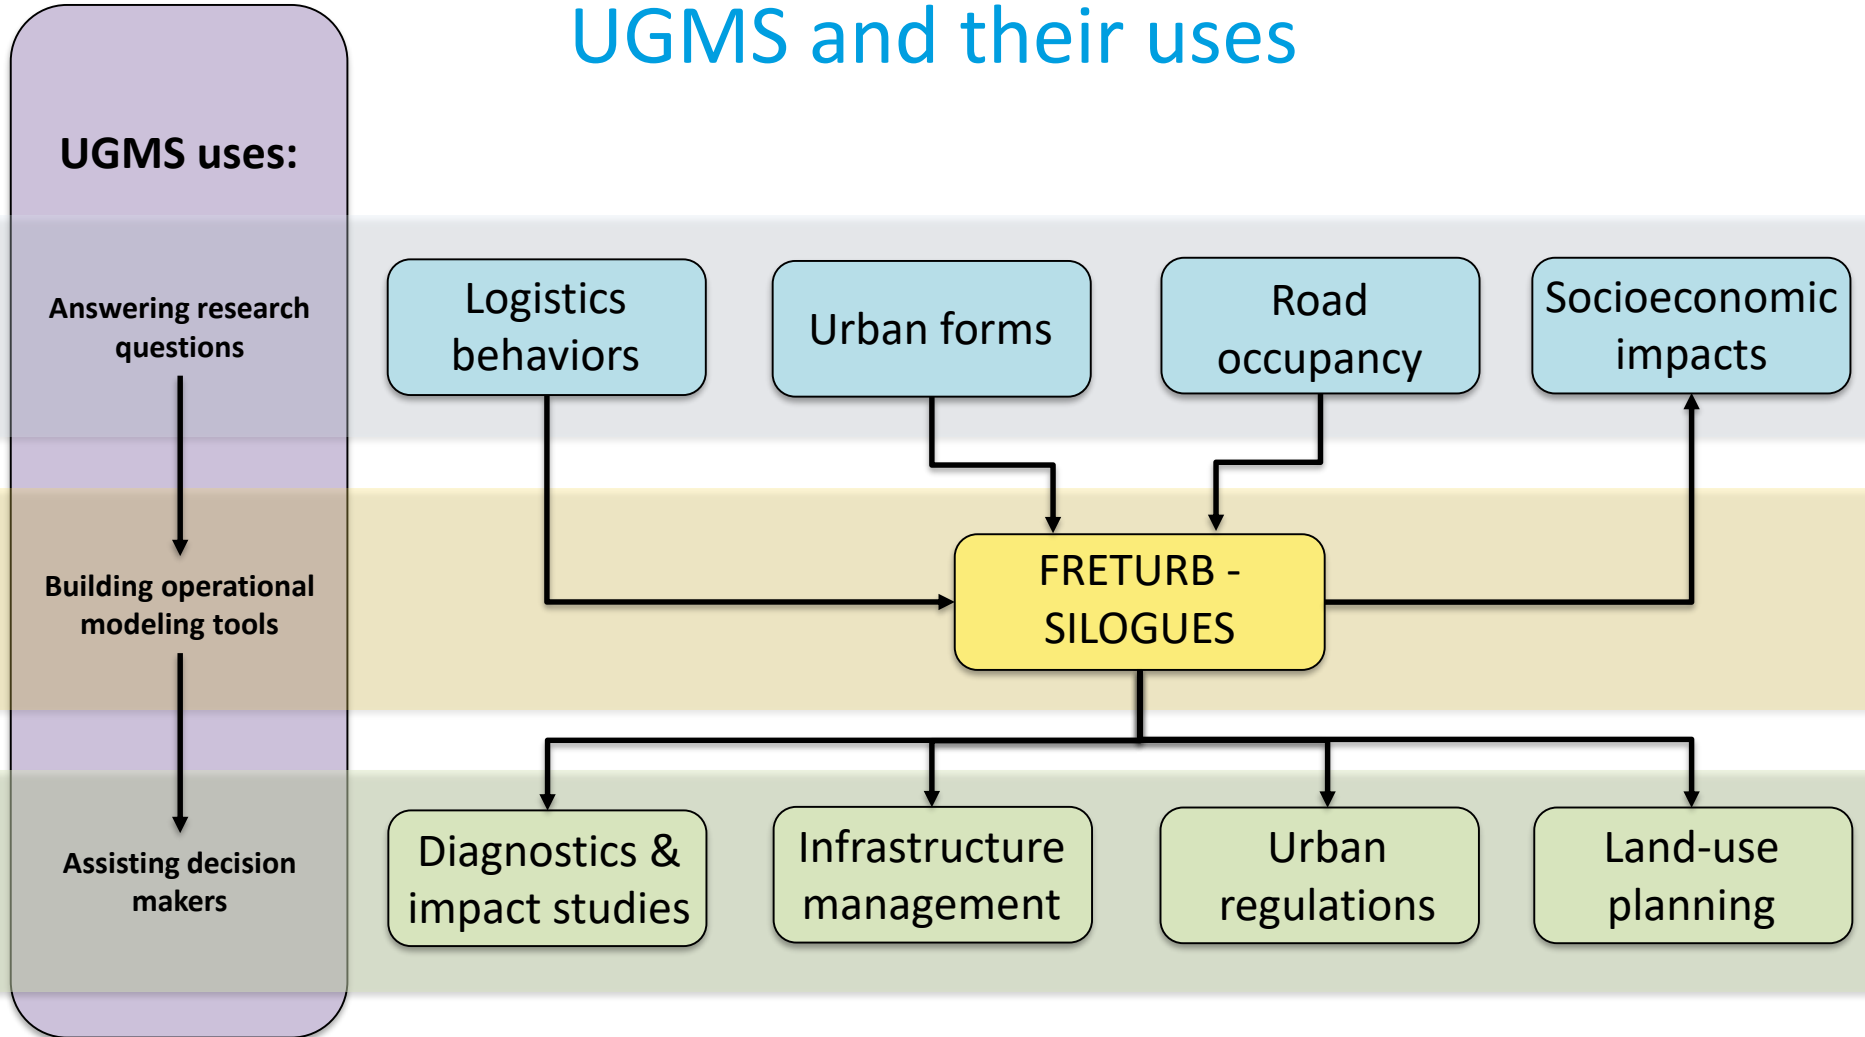 UGMS and their uses
UGMS uses:
Answering research
questions
Logistics
behaviors
Urban forms
Road
occupancy
Socioeconomic
impacts
Building operational
modeling tools
FRETURB -
SILOGUES
Assisting decision
makers
Diagnostics &
impact studies
Infrastructure
management
Urban
regulations
Land-use
planning